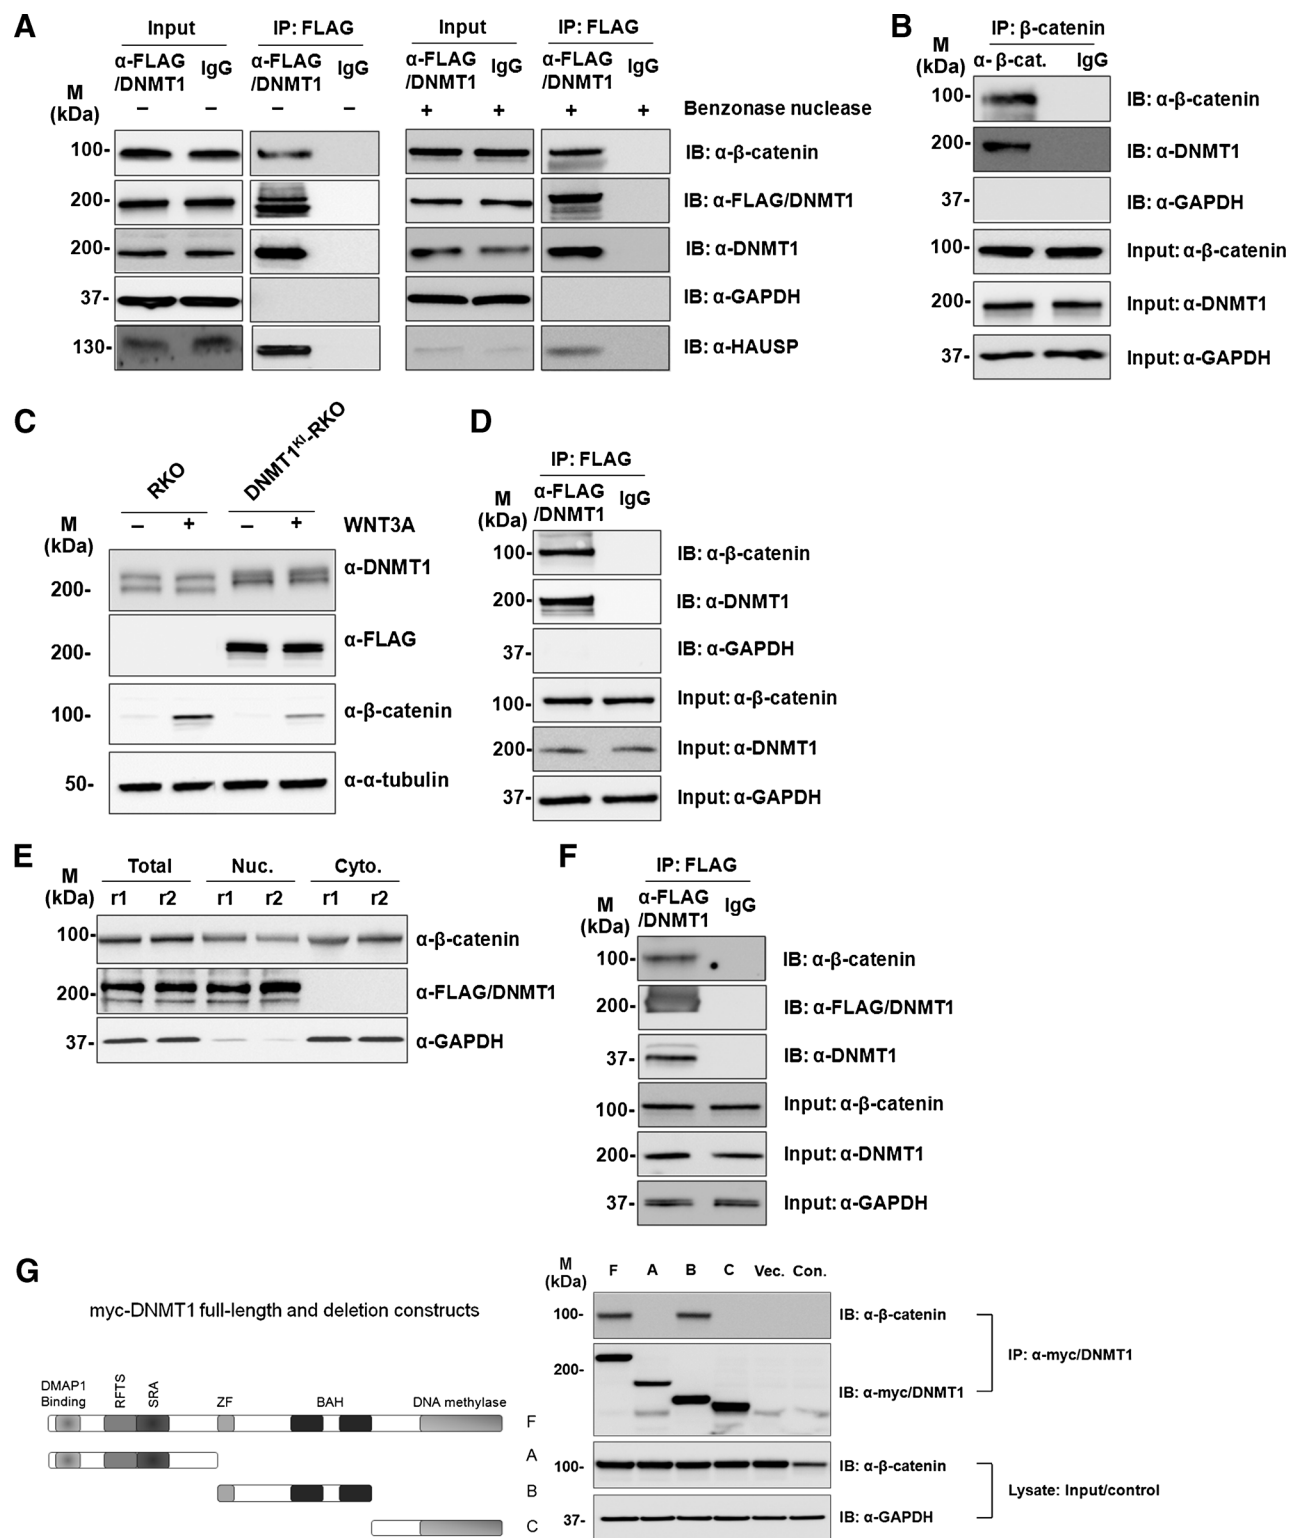 A
Input
IP: FLAG
Input
IP: FLAG
M
(kDa)
α-FLAG
/DNMT1
IgG
α-FLAG
/DNMT1
IgG
α-FLAG
/DNMT1
IgG
α-FLAG
/DNMT1
IgG
– – – – + + + + Benzonase nuclease
100- IB: α-β-catenin
200- IB: α-FLAG/DNMT1
200- IB: α-DNMT1
37- IB: α-GAPDH
130- IB: α-HAUSP
B
IP: β-catenin
M
(kDa)
α- β-cat. IgG
100- IB: α-β-catenin
200- IB: α-DNMT1
37- IB: α-GAPDH
100- Input: α-β-catenin
200- Input: α-DNMT1
37- Input: α-GAPDH
C
RKO
DNMT1KI-RKO
M
(kDa)
– + – + WNT3A
200- α-DNMT1
200- α-FLAG
100- α-β-catenin
50- α-α-tubulin
D
IP: FLAG
M
(kDa)
α-FLAG
/DNMT1
IgG
100- IB: α-β-catenin
200- IB: α-DNMT1
37- IB: α-GAPDH
100- Input: α-β-catenin
200- Input: α-DNMT1
37- Input: α-GAPDH
E
M
(kDa)
Total Nuc. Cyto.
r1 r2 r1 r2 r1 r2
100- α-β-catenin
200- α-FLAG/DNMT1
37- α-GAPDH
F
IP: FLAG
M
(kDa)
α-FLAG
/DNMT1
IgG
100- IB: α-β-catenin
200- IB: α-FLAG/DNMT1
37- IB: α-DNMT1
100- Input: α-β-catenin
200- Input: α-DNMT1
37- Input: α-GAPDH
G
myc-DNMT1 full-length and deletion constructs
DMAP1
Binding
RFTS
SRA
ZF
BAH
DNA methylase
F
A
B
C
M
(kDa)
F A B C Vec. Con.
100- IB: α-β-catenin
200- IB: α-myc/DNMT1
IP: α-myc/DNMT1
100- IB: α-β-catenin
37- IB: α-GAPDH
Lysate: Input/control